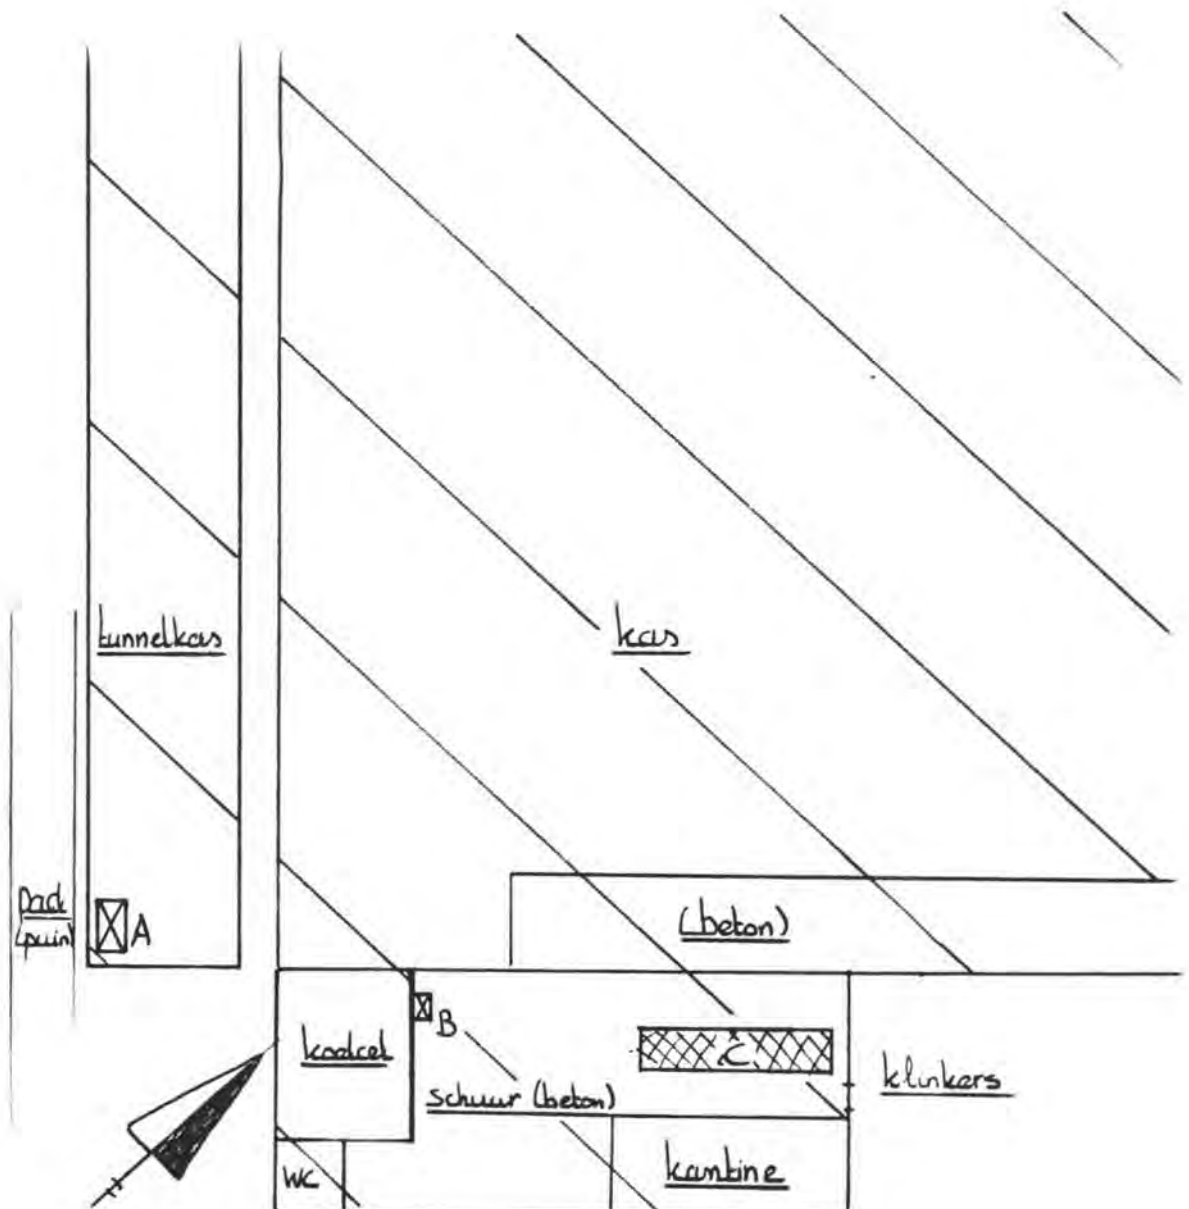 tunnelkas
kas
Pad
(puin)
A
(beton)
B
koelcel
C
klinkers
schuur (beton)
WC
kantine